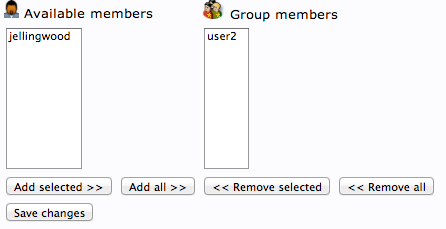 Available members
Group members
jellingwood
user2
Add selected >>
Add all >>
<< Remove selected
<< Remove all
Save changes